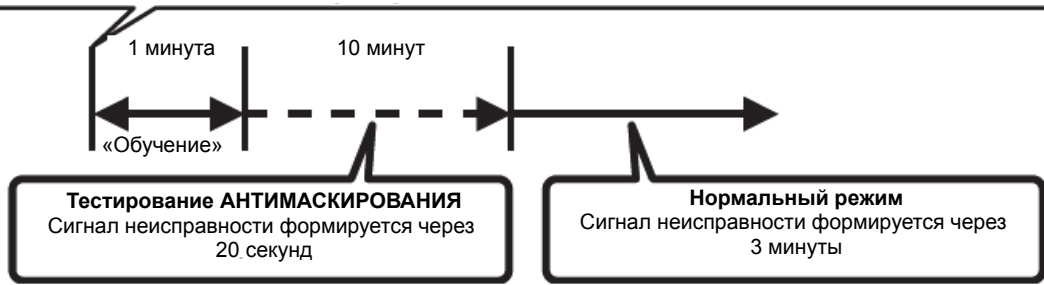 1 минута
10 минут
«Обучение»
Тестирование АНТИМАСКИРОВАНИЯ
Сигнал неисправности формируется через
20 секунд
Нормальный режим
Сигнал неисправности формируется через
3 минуты